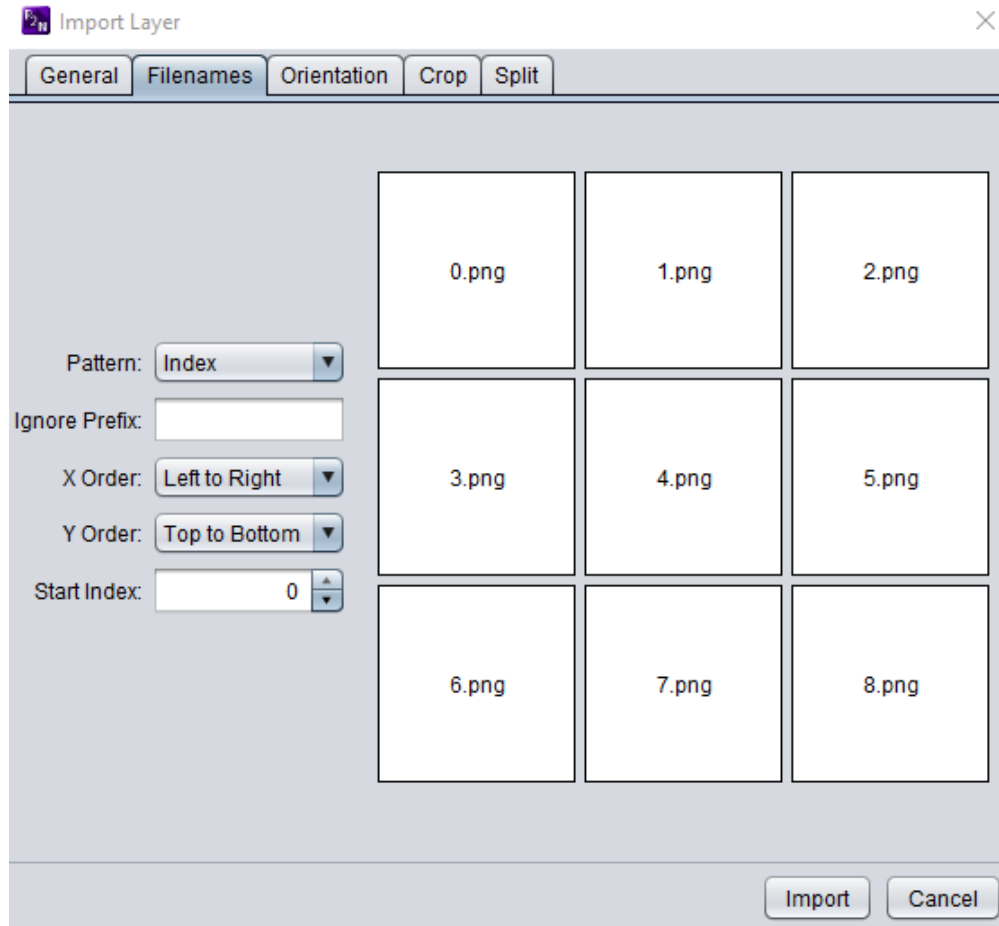 P2N Import Layer
General Filenames Orientation Crop Split
0.png 1.png 2.png
Pattern: Index
Ignore Prefix:
X Order: Left to Right
3.png 4.png 5.png
Y Order: Top to Bottom
Start Index: 0
6.png 7.png 8.png
Import Cancel